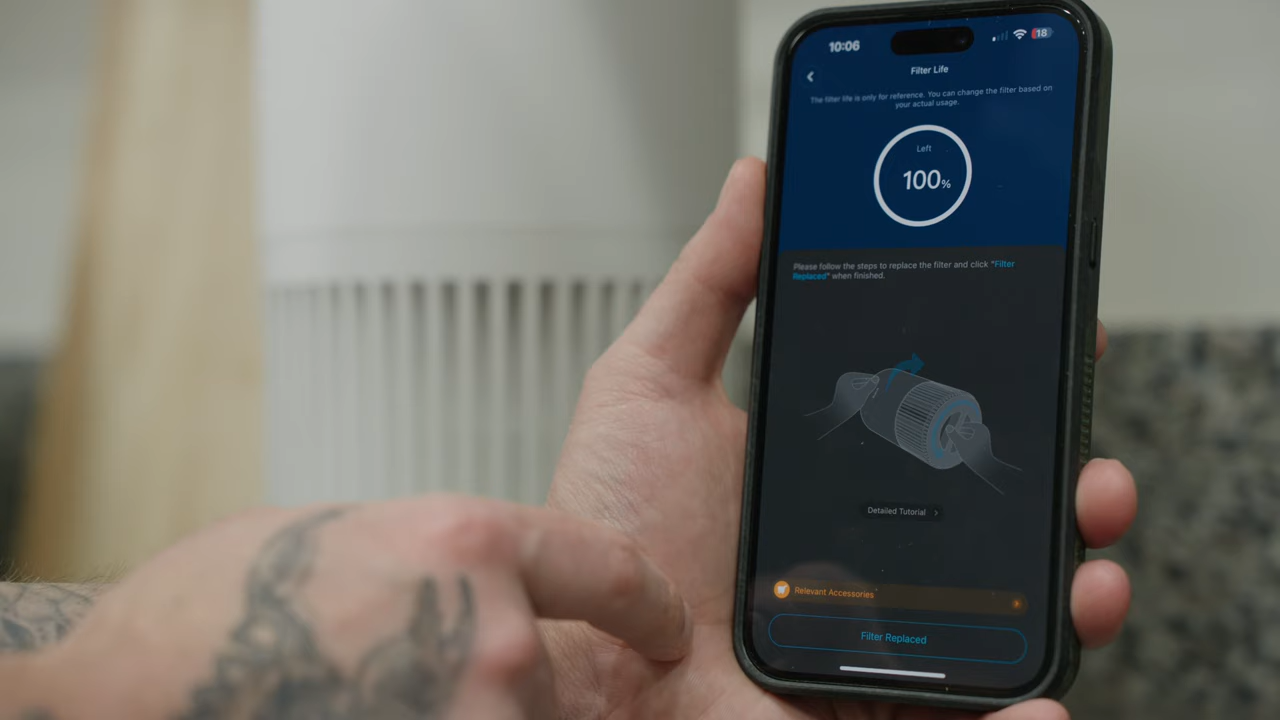 10:06
18
Filter Life
The filter life is only for reference. You can change the filter based on
your actual usage.
Left
100%
Please follow the steps to replace the filter and click "Filter
Replaced" when finished.
Detailed Tutorial
Relevant Accessories
Filter Replaced